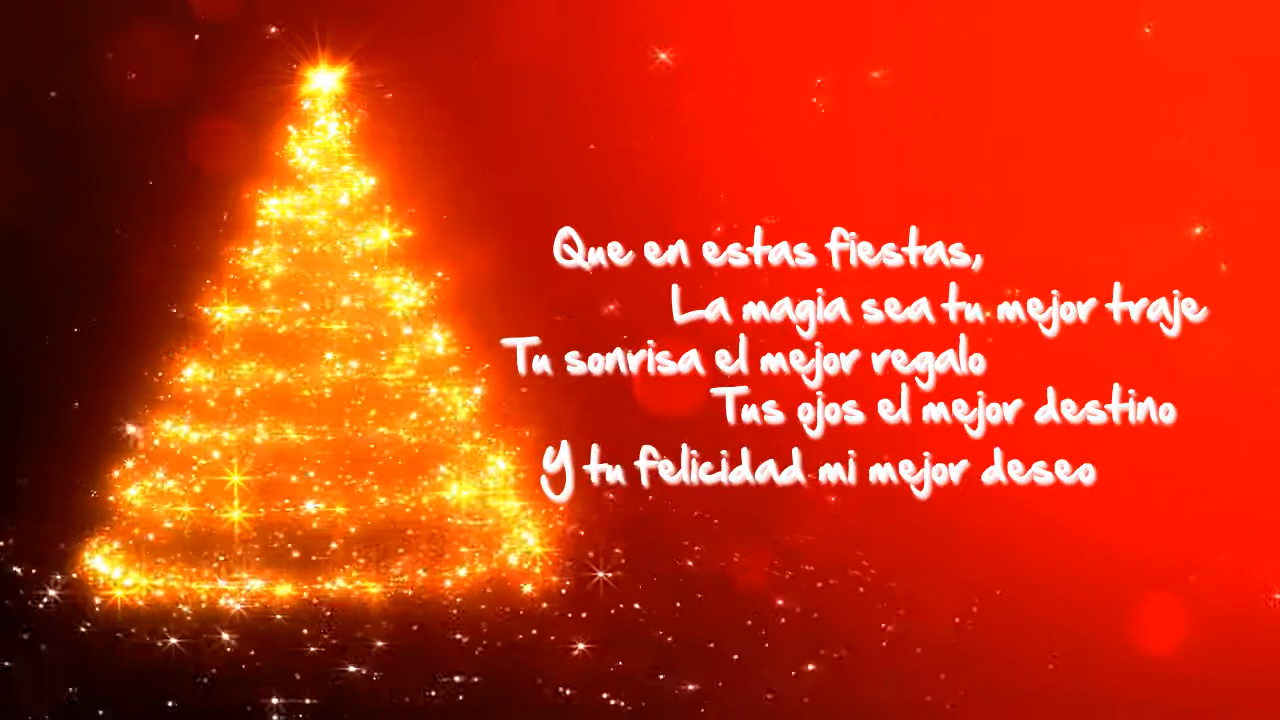 Que en estas fiestas,
La magia sea tu mejor traje
Tu sonrisa el mejor regalo
Tus ojos el mejor destino
Y tu felicidad mi mejor deseo